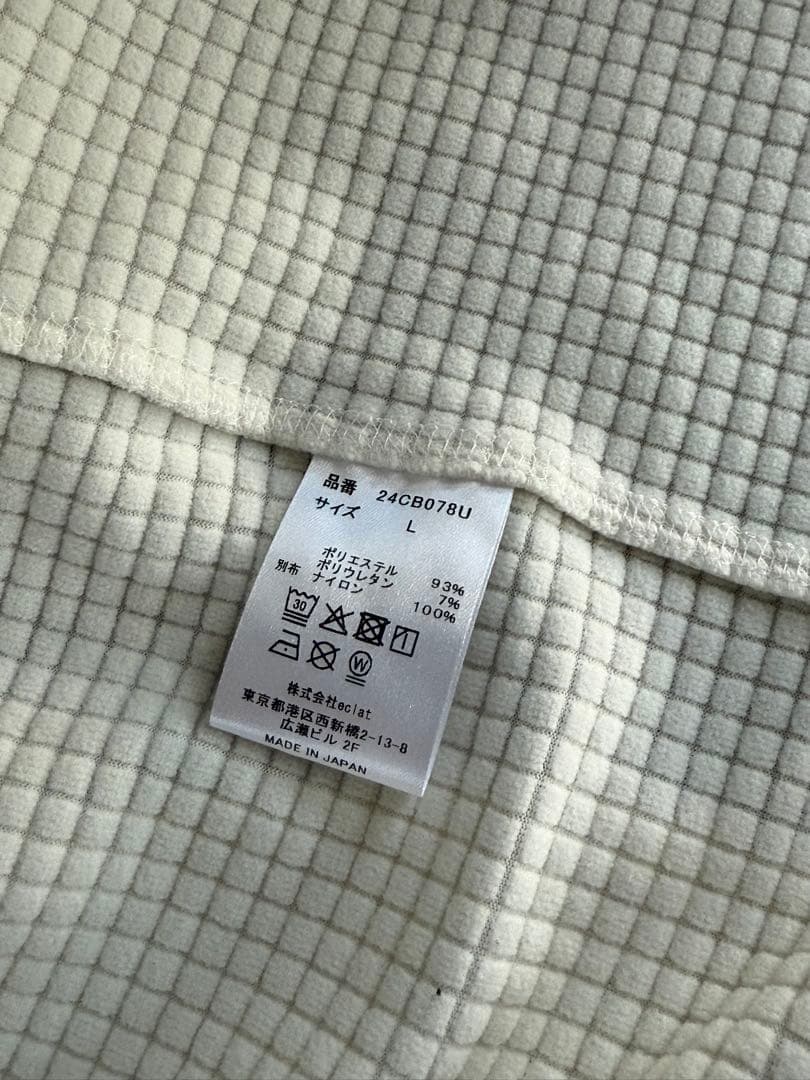 品番 24CB078U
サイズ L
ポリエステル 93%
ポリウレタン 7%
別布 ナイロン 100%
30
W
株式会社eclat
東京都港区西新橋2-13-8
広瀬ビル 2F
MADE IN JAPAN